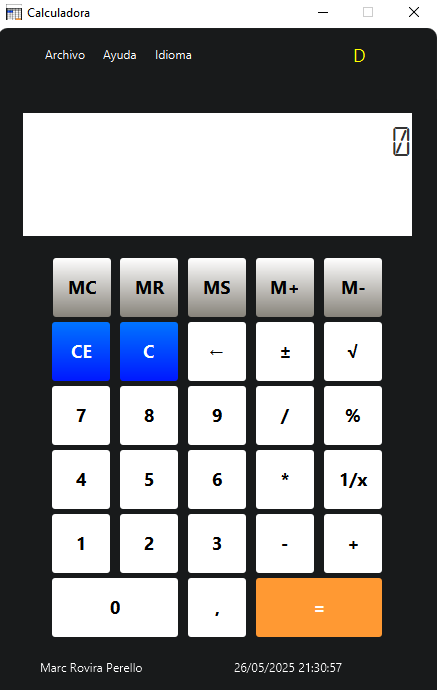 Calculadora
Archivo Ayuda Idioma D
0
MC MR MS M+ M-
CE C ← ± √
7 8 9 / %
4 5 6 * 1/x
1 2 3 - +
0 , =
Marc Rovira Perello 26/05/2025 21:30:57